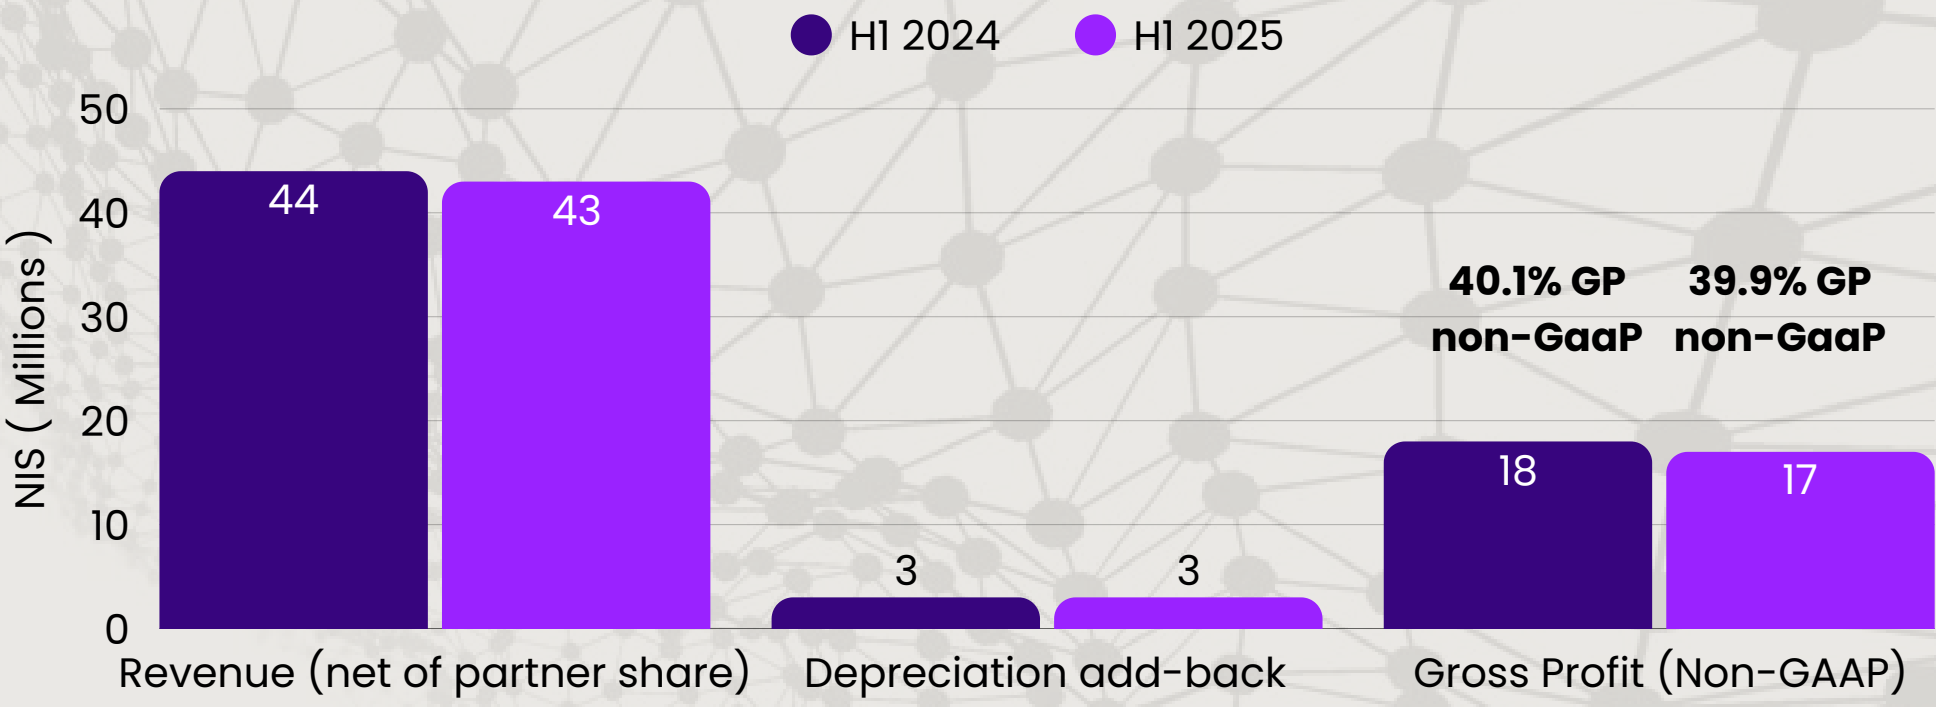 H1 2024
H1 2025
NIS ( Millions )
50
40
30
20
10
0
44
43
3
3
40.1% GP
non-GaaP
39.9% GP
non-GaaP
18
17
Revenue (net of partner share)
Depreciation add-back
Gross Profit (Non-GAAP)